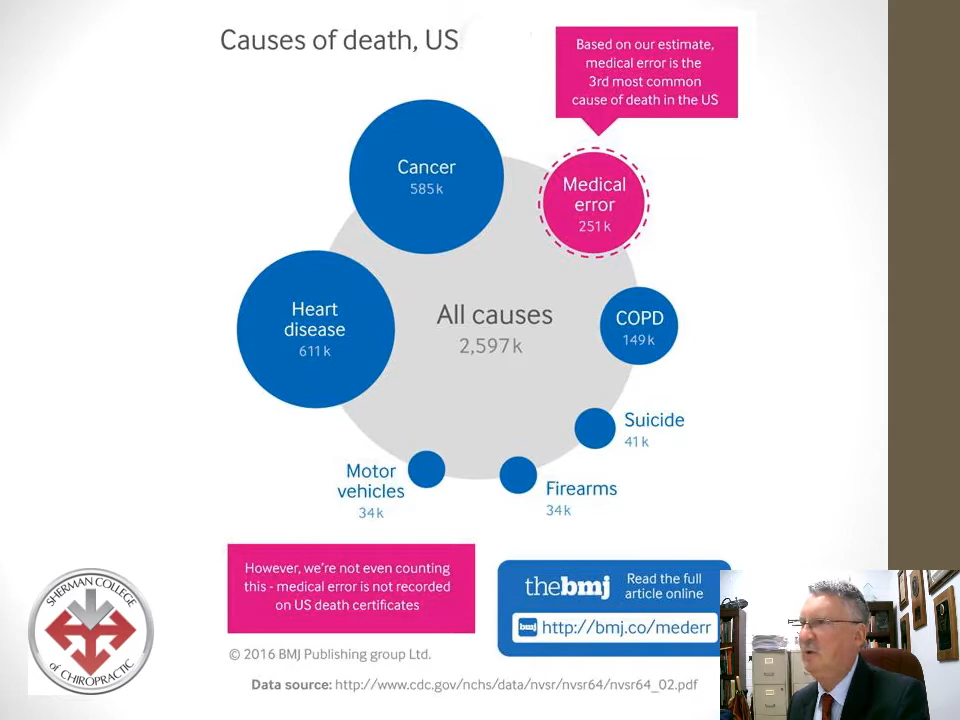 Causes of death, US
Based on our estimate,
medical error is the
3rd most common
cause of death in the US
Cancer
585k
Medical
error
251k
Heart
disease
611k
All causes
2,597k
COPD
149k
Suicide
41k
Motor
vehicles
34k
Firearms
34k
However, we're not even counting
this - medical error is not recorded
on US death certificates
thebmj
Read the full
article online
bmj http://bmj.co/mederr
© 2016 BMJ Publishing group Ltd.
Data source: http://www.cdc.gov/nchs/data/nvsr/nvsr64/nvsr64_02.pdf
SHERMAN COLLEGE
of CHIROPRACTIC